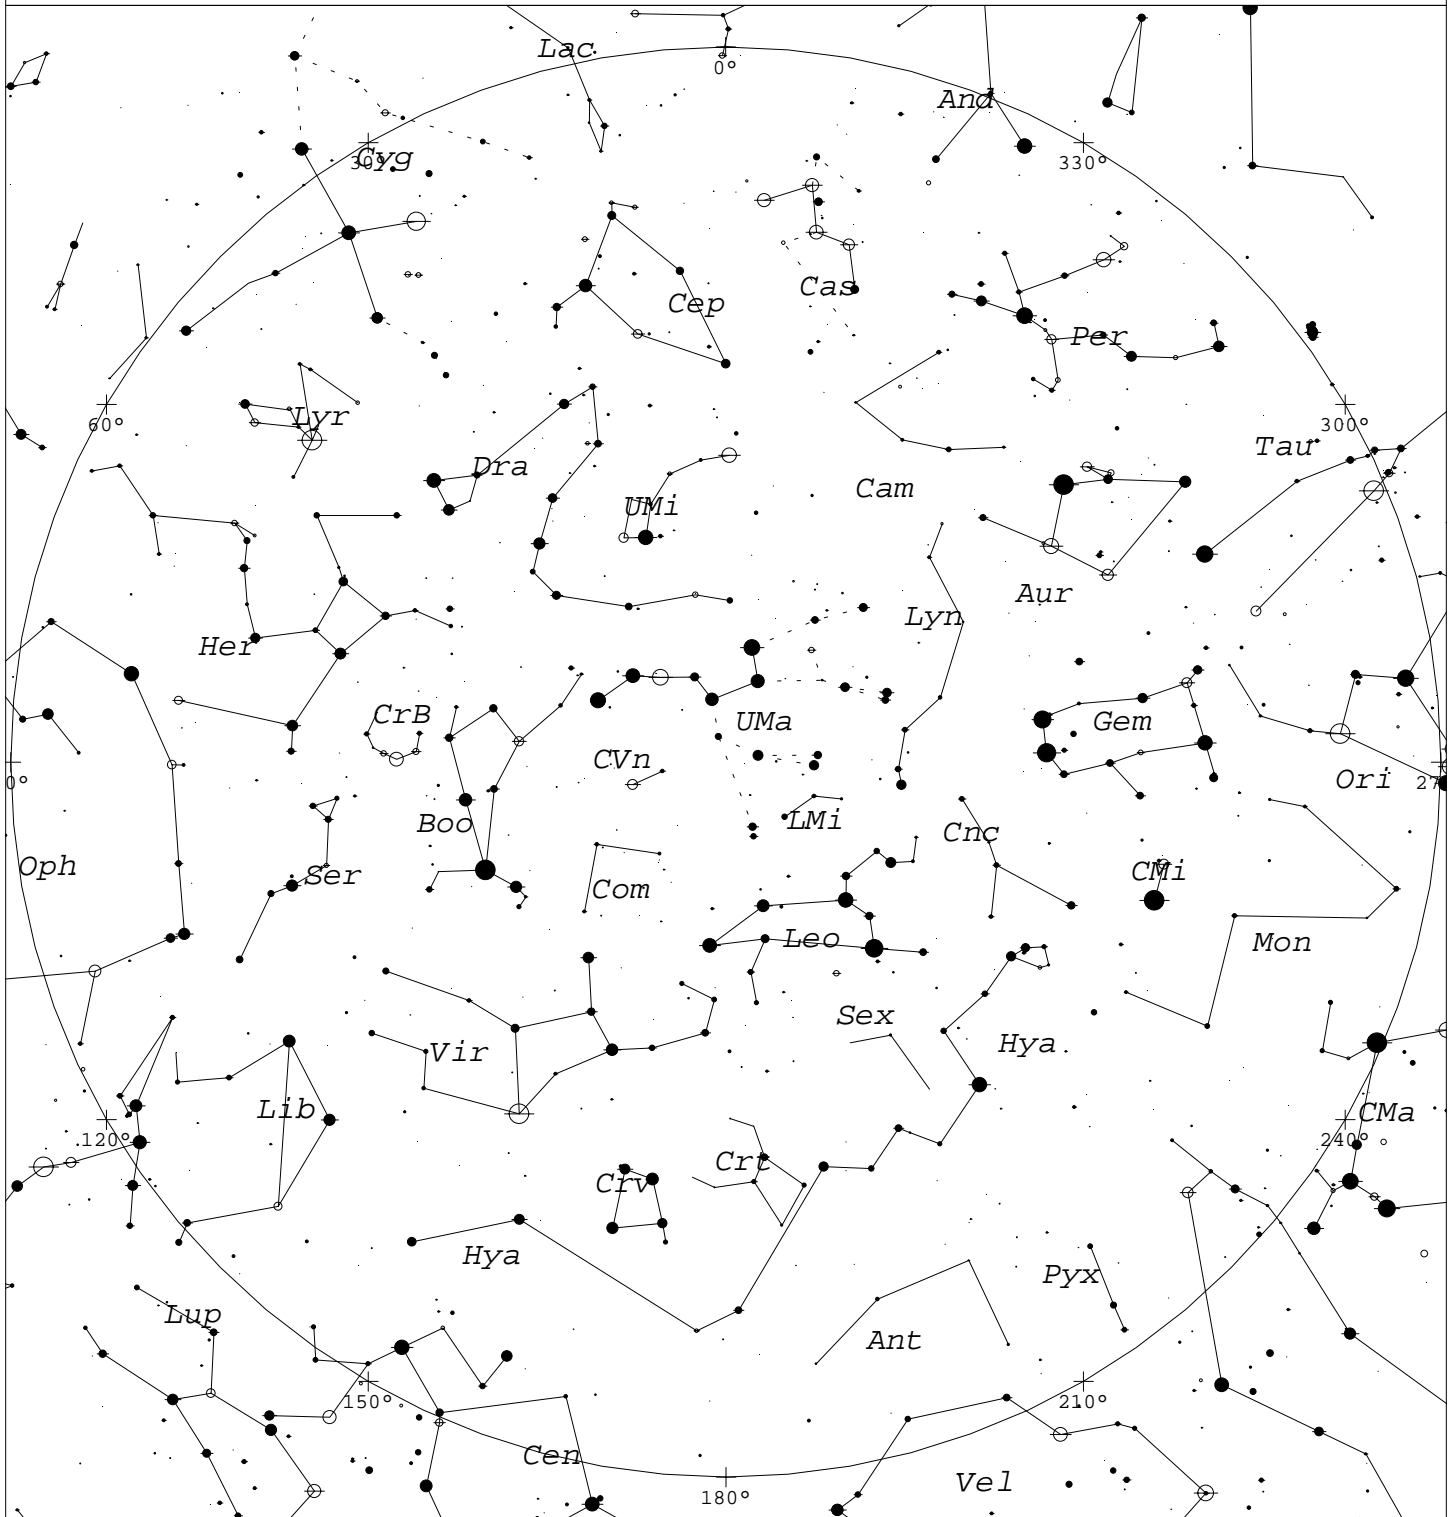 Lac
0°
And
Cyg
30°
330°
Cas
Cep
Per
Lyr
60°
300°
Tau
Dra
UMi
Cam
Aur
Lyn
Her
CrB
UMa
Gem
CVn
0°
Ori
27
LMi
Boo
Cnc
Oph
Ser
Com
CMi
Leo
Mon
Sex
Hya
Vir
Lib
CMa
120°
240°
Crt
Crv
Hya
Pyx
Lup
Ant
150°
210°
Cen
Vel
180°